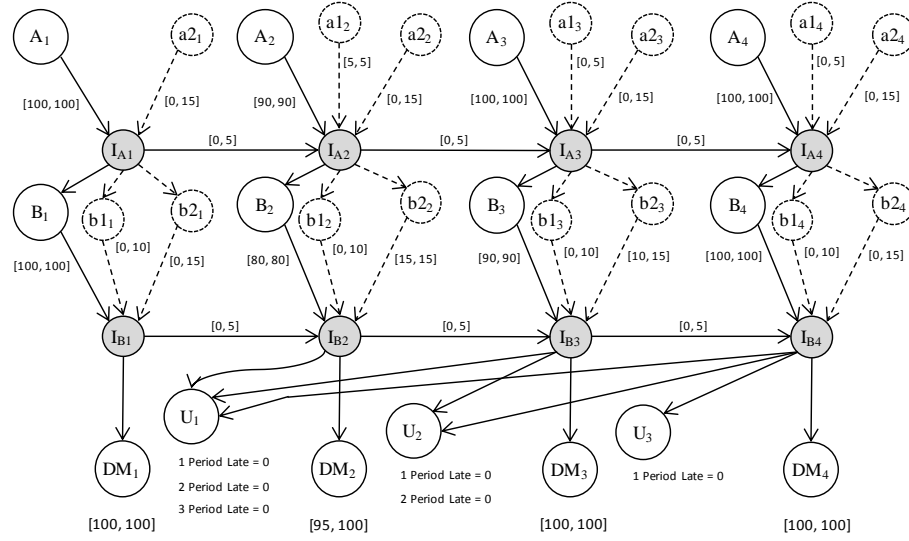 A1 a21 A2 a12 a22 A3 a13 a23 A4 a14 a24
[5, 5] [0, 5] [0, 5]
[100, 100] [0, 15] [90, 90] [0, 15] [100, 100] [0, 15] [100, 100] [0, 15]
IA1 [0, 5] IA2 [0, 5] IA3 [0, 5] IA4
B1 b11 b21 B2 b12 b22 B3 b13 b23 B4 b14 b24
[0, 10] [0, 10] [0, 10] [0, 10]
[100, 100] [0, 15] [80, 80] [15, 15] [90, 90] [10, 15] [100, 100] [0, 15]
IB1 [0, 5] IB2 [0, 5] IB3 [0, 5] IB4
U1 U2 U3
DM1 DM2 DM3 DM4
1 Period Late = 0
2 Period Late = 0
3 Period Late = 0
1 Period Late = 0
2 Period Late = 0
1 Period Late = 0
[100, 100] [95, 100] [100, 100] [100, 100]